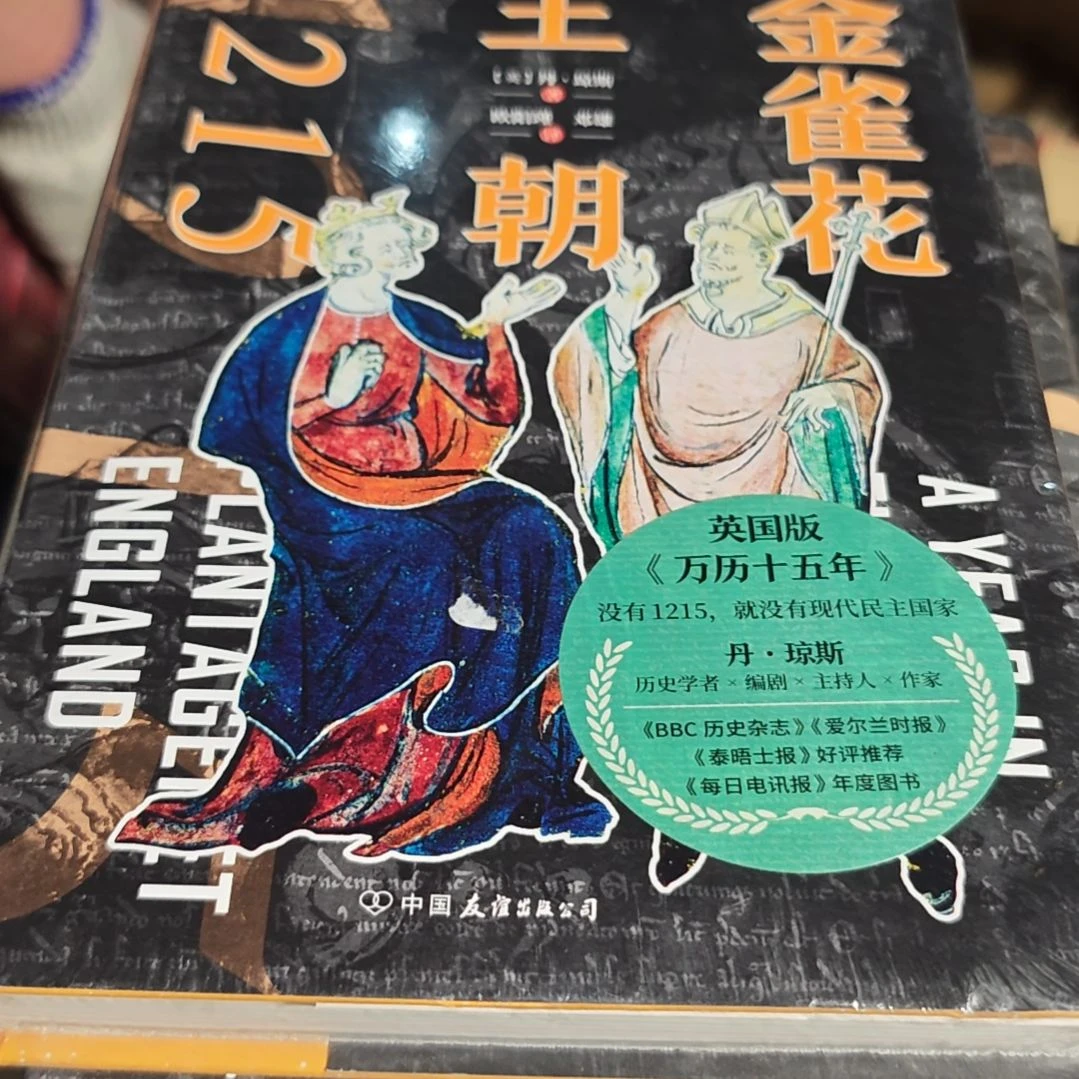 金雀花
王朝
1215
[英]丹·琼斯
著
译
A YEAR IN
PLANTAGENET
ENGLAND
英国版
《万历十五年》
没有1215,就没有现代民主国家
丹·琼斯
历史学者×编剧×主持人×作家
《BBC 历史杂志》《爱尔兰时报》
《泰晤士报》好评推荐
《每日电讯报》年度图书
中国友谊出版公司